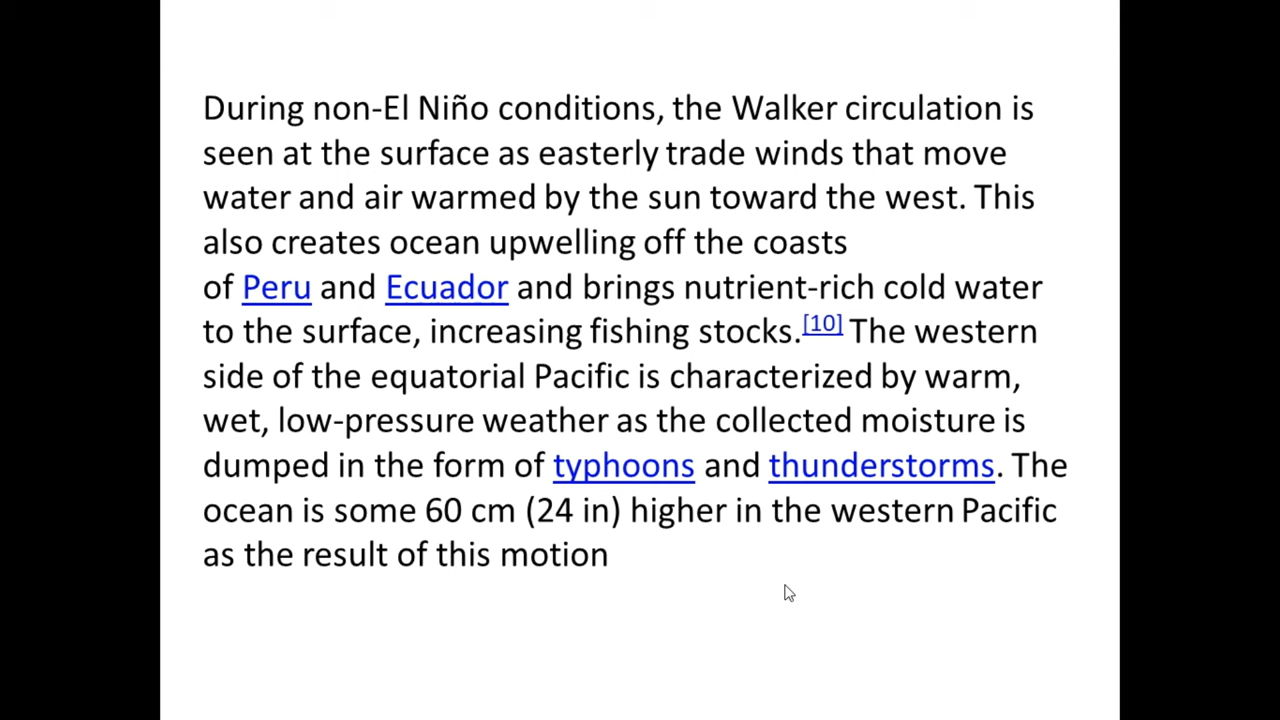 During non-El Niño conditions, the Walker circulation is
seen at the surface as easterly trade winds that move
water and air warmed by the sun toward the west. This
also creates ocean upwelling off the coasts
of Peru and Ecuador and brings nutrient-rich cold water
to the surface, increasing fishing stocks.[10] The western
side of the equatorial Pacific is characterized by warm,
wet, low-pressure weather as the collected moisture is
dumped in the form of typhoons and thunderstorms. The
ocean is some 60 cm (24 in) higher in the western Pacific
as the result of this motion